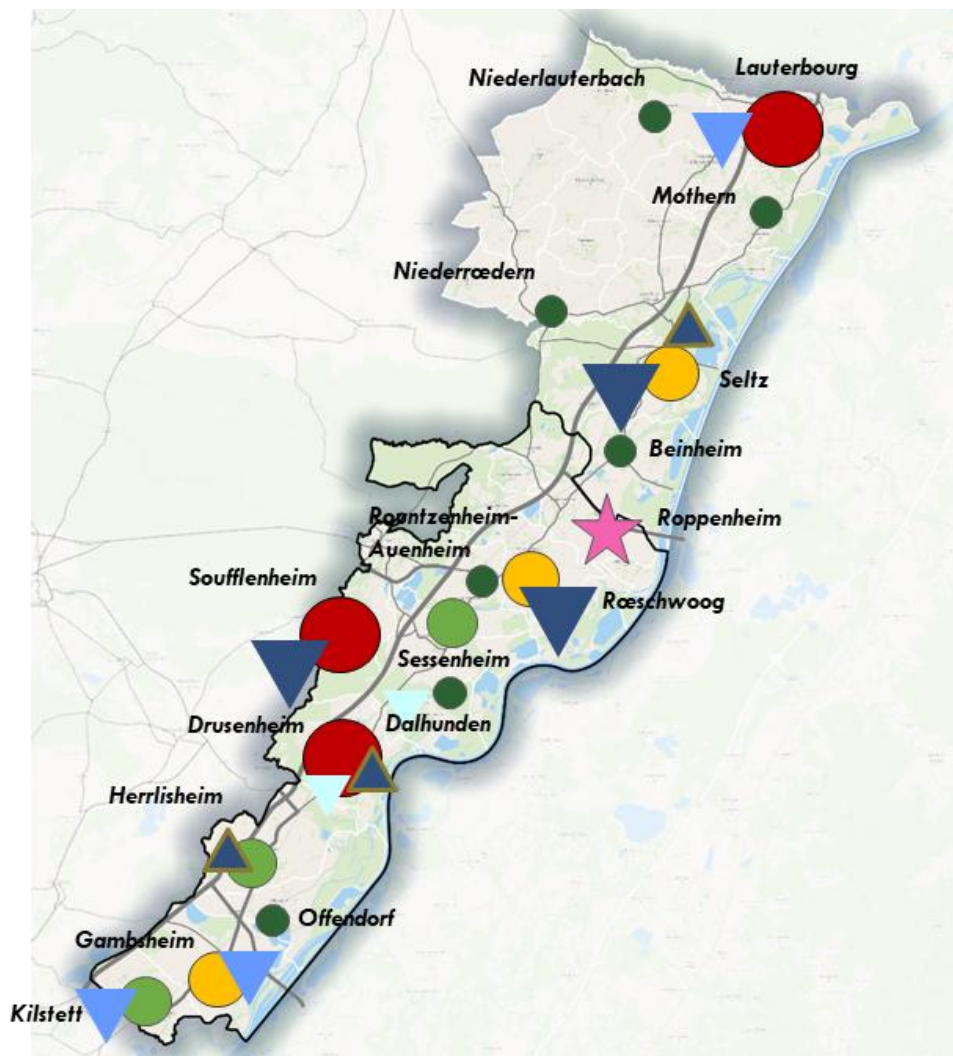 Lauterbourg
Niederlauterbach
Mothern
Niederrœdern
Seltz
Beinheim
Roppenheim
Rountzenheim-
Auenheim
Soufflenheim
Rœschwoog
Sessenheim
Drusenheim
Dalhunden
Herrlisheim
Offendorf
Gambsheim
Kilstett